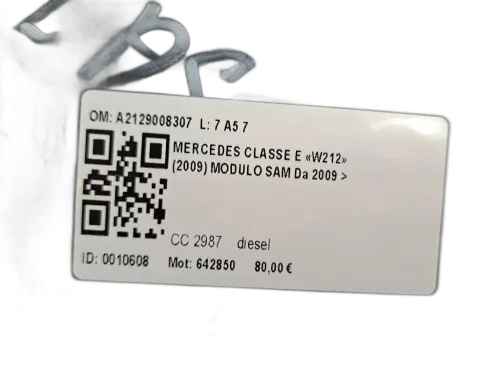 OM: A2129008307 L: 7 A5 7
MERCEDES CLASSE E «W212»
(2009) MODULO SAM Da 2009 >
CC 2987 diesel
ID: 0010608 Mot: 642850 80,00 €